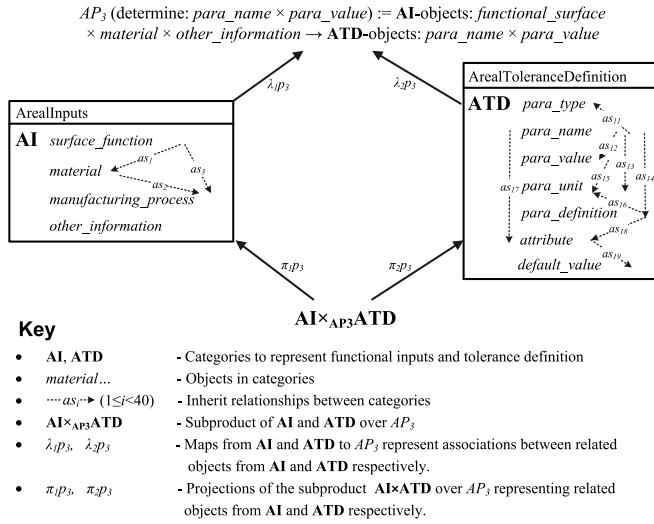 AP₃ (determine: para_name × para_value) := AI-objects: functional_surface
× material × other_information → ATD-objects: para_name × para_value
λ₁p₃
λ₂p₃
ArealInputs
AI surface_function
as₁
as₃
material
as₂
manufacturing_process
other_information
ArealToleranceDefinition
ATD para_type
as₁₁
para_name
as₁₂
para_value
as₁₃
as₁₄
as₁₅
as₁₇
para_unit
as₁₆
para_definition
as₁₈
attribute
as₁₉
default_value
π₁p₃
π₂p₃
AI×AP3ATD
Key
• AI, ATD - Categories to represent functional inputs and tolerance definition
• material... - Objects in categories
• asᵢ (1≤i<40) - Inherit relationships between categories
• AI×AP3ATD - Subproduct of AI and ATD over AP₃
• λ₁p₃, λ₂p₃ - Maps from AI and ATD to AP₃ represent associations between related
objects from AI and ATD respectively.
• π₁p₃, π₂p₃ - Projections of the subproduct AI×ATD over AP₃ representing related
objects from AI and ATD respectively.